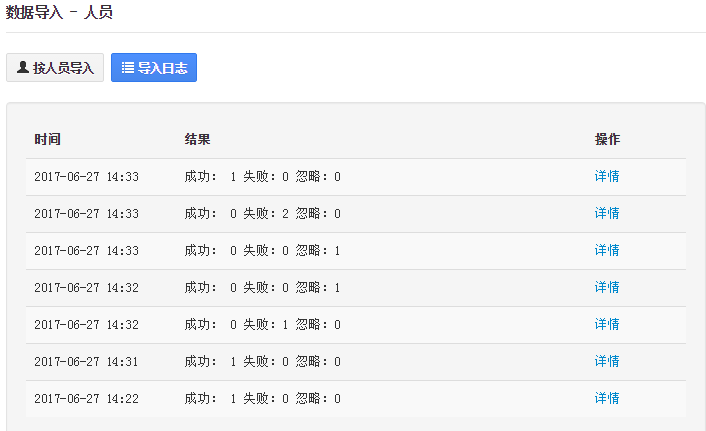 数据导入 - 人员
按人员导入 导入日志
时间 结果 操作
2017-06-27 14:33 成功: 1 失败:0 忽略:0 详情
2017-06-27 14:33 成功: 0 失败:2 忽略:0 详情
2017-06-27 14:33 成功: 0 失败:0 忽略:1 详情
2017-06-27 14:32 成功: 0 失败:0 忽略:1 详情
2017-06-27 14:32 成功: 0 失败:1 忽略:0 详情
2017-06-27 14:31 成功: 1 失败:0 忽略:0 详情
2017-06-27 14:22 成功: 1 失败:0 忽略:0 详情